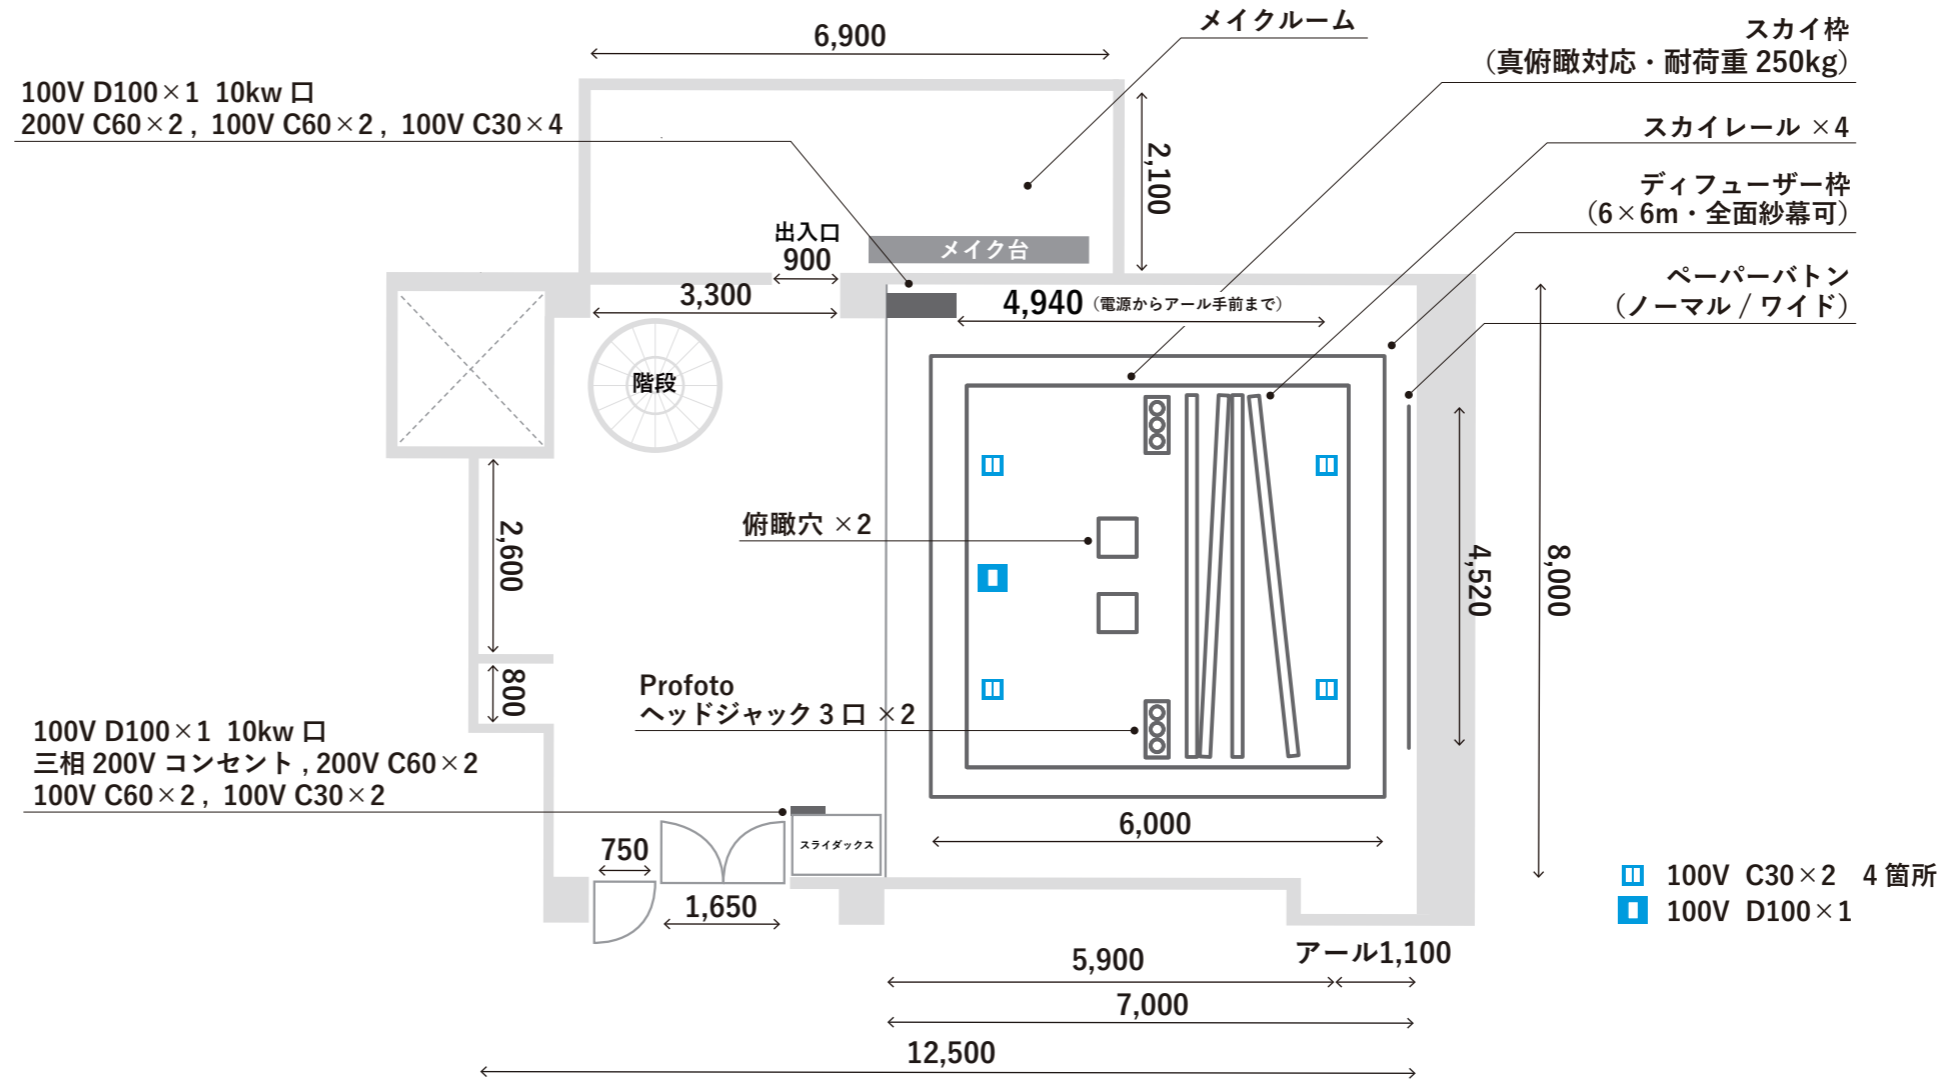 6,900
メイクルーム
スカイ枠
（真俯瞰対応・耐荷重 250kg）
100V D100×1 10kw 口
200V C60×2 , 100V C60×2 , 100V C30×4
スカイレール ×4
2,100
ディフューザー枠
（6×6m・全面紗幕可）
出入口
900
メイク台
ペーパーバトン
（ノーマル / ワイド）
3,300
4,940（電源からアール手前まで）
階段
俯瞰穴 ×2
2,600
4,520
8,000
800
Profoto
ヘッドジャック 3 口 ×2
100V D100×1 10kw 口
三相 200V コンセント , 200V C60×2
100V C60×2 , 100V C30×2
6,000
750
スライダックス
1,650
100V C30×2 4 箇所
100V D100×1
5,900
アール1,100
7,000
12,500